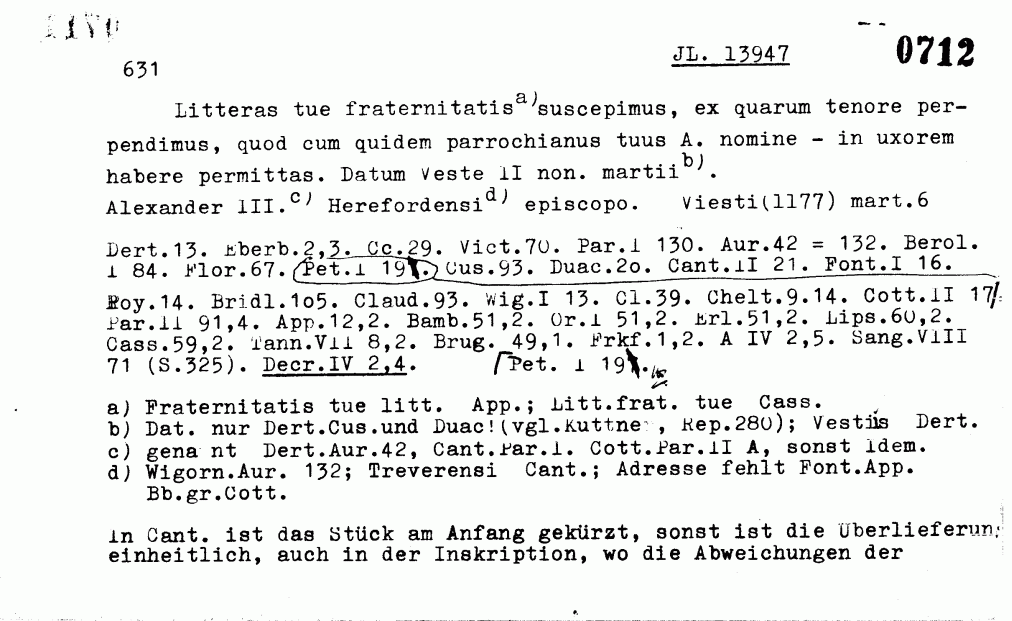 1170
JL. 13947 0712
631
Litteras tue fraternitatis a) suscepimus, ex quarum tenore per-
pendimus, quod cum quidem parrochianus tuus A. nomine - in uxorem
habere permittas. Datum Veste II non. martii b).
Alexander III. c) Herefordensi d) episcopo. Viesti(1177) mart.6
Dert.13. Eberb.2,3. Cc.29. Vict.70. Par.I 130. Aur.42 = 132. Berol.
I 84. Flor.67. Pet.I 19 Cus.93. Duac.20. Cant.II 21. Font.I 16.
Roy.14. Bridl.105. Claud.93. Wig.I 13. Cl.39. Chelt.9.14. Cott.II 17/
Par.II 91,4. App.12,2. Bamb.51,2. Or.I 51,2. Erl.51,2. Lips.60,2.
Cass.59,2. Tann.VII 8,2. Brug. 49,1. Frkf.1,2. A IV 2,5. Sang.VIII
71 (S.325). Decr.IV 2,4. Pet. I 19
a) Fraternitatis tue litt. App.; Litt.frat. tue Cass.
b) Dat. nur Dert.Cus.und Duac!(vgl.Kuttne , Rep.280); Vestiis Dert.
c) gena nt Dert.Aur.42, Cant.Par.I. Cott.Par.II A, sonst Idem.
d) Wigorn.Aur. 132; Treverensi Cant.; Adresse fehlt Font.App.
Bb.gr.Cott.
In Cant. ist das Stück am Anfang gekürzt, sonst ist die Überlieferun
einheitlich, auch in der Inskription, wo die Abweichungen der